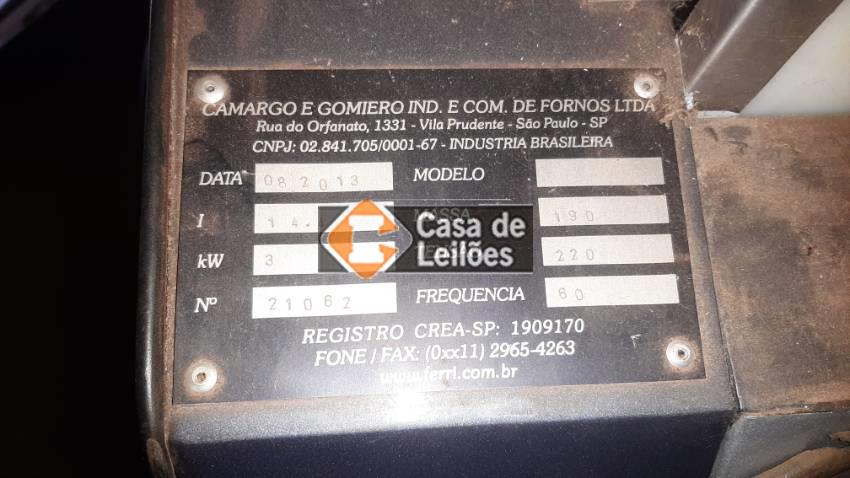 CAMARGO E GOMIERO IND. E COM. DE FORNOS LTDA
Rua do Orfanato, 1331 - Vila Prudente - São Paulo - SP
CNPJ: 02.841.705/0001-67 - INDUSTRIA BRASILEIRA
DATA 08 2013 MODELO
I 14. MASSA 190
kW 3 220
Nº 21062 FREQUENCIA 60
Casa de
Leilões
REGISTRO CREA-SP: 1909170
FONE / FAX: (0xx11) 2965-4263
www.ferri.com.br